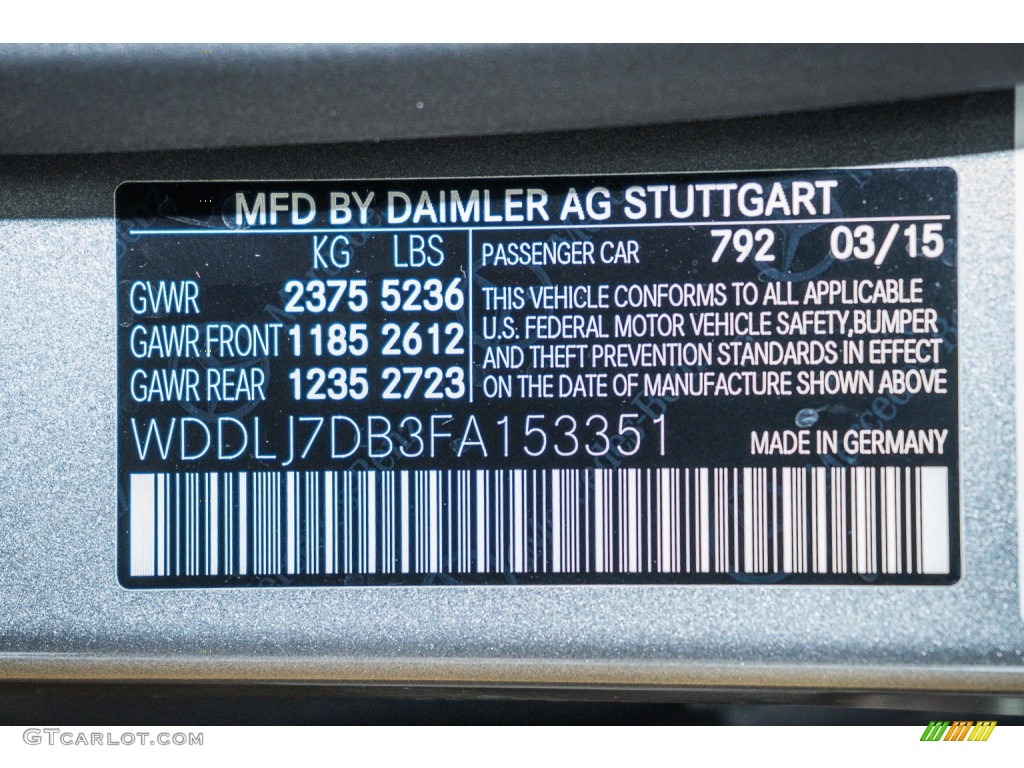 MFD BY DAIMLER AG STUTTGART
KG LBS
GVWR 2375 5236
GAWR FRONT 1185 2612
GAWR REAR 1235 2723
PASSENGER CAR 792 03/15
THIS VEHICLE CONFORMS TO ALL APPLICABLE
U.S. FEDERAL MOTOR VEHICLE SAFETY,BUMPER
AND THEFT PREVENTION STANDARDS IN EFFECT
ON THE DATE OF MANUFACTURE SHOWN ABOVE
WDDLJ7DB3FA153351 MADE IN GERMANY
GTCARLOT.COM